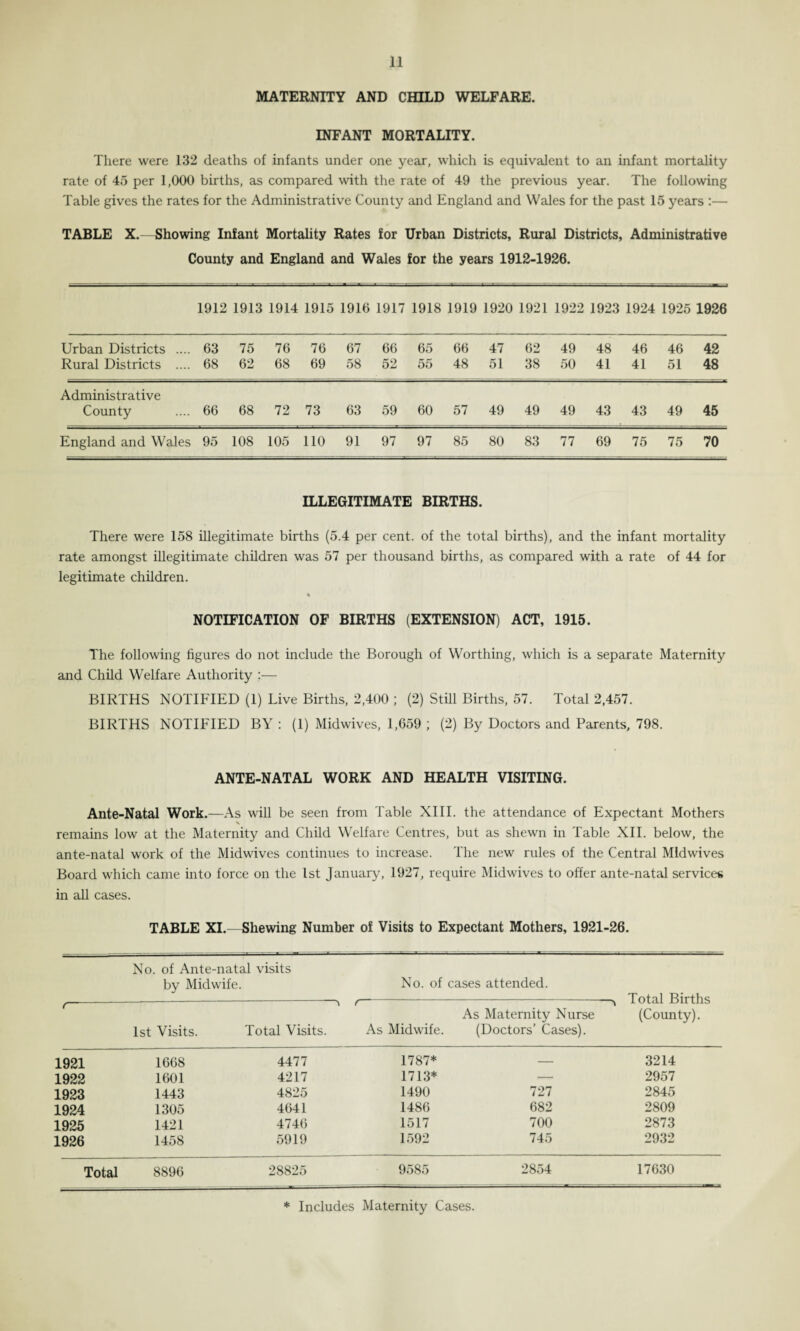 11
MATERNITY AND CHILD WELFARE.
INFANT MORTALITY.
There were 132 deaths of infants under one year, which is equivalent to an infant mortality
rate of 45 per 1,000 births, as compared with the rate of 49 the previous year. The following
Table gives the rates for the Administrative County and England and Wales for the past 15 years :—
TABLE X.—Showing Infant Mortality Rates for Urban Districts, Rural Districts, Administrative
County and England and Wales for the years 1912-1926.
1912 1913 1914 1915 1916 1917 1918 1919 1920 1921 1922 1923 1924 1925 1926
Urban Districts .... 63 75 76 76 67 66 65 66 47 62 49 48 46 46 42
Rural Districts .... 68 62 68 69 58 52 55 48 51 38 50 41 41 51 48
Administrative
County .... 66 68 72 73 63 59 60 57 49 49 49 43 43 49 45
England and Wales 95 108 105 110 91 97 97 85 80 83 77 69 75 75 70
ILLEGITIMATE BIRTHS.
There were 158 illegitimate births (5.4 per cent. of the total births), and the infant mortality
rate amongst illegitimate children was 57 per thousand births, as compared with a rate of 44 for
legitimate children.
NOTIFICATION OF BIRTHS (EXTENSION) ACT, 1915.
The following figures do not include the Borough of Worthing, which is a separate Maternity
and Child Welfare Authority :—
BIRTHS NOTIFIED (1) Live Births, 2,400 ; (2) Still Births, 57. Total 2,457.
BIRTHS NOTIFIED BY : (1) Midwives, 1,659 ; (2) By Doctors and Parents, 798.
ANTE-NATAL WORK AND HEALTH VISITING.
Ante-Natal Work.—As will be seen from Table XIII. the attendance of Expectant Mothers
remains low at the Maternity and Child Welfare Centres, but as shewn in Table XII. below, the
ante-natal work of the Midwives continues to increase. The new rules of the Central Midwives
Board which came into force on the 1st January, 1927, require Midwives to offer ante-natal services
in all cases.
TABLE XI.—Shewing Number of Visits to Expectant Mothers, 1921-26.
No. of Ante-natal visits
by Midwife. No. of cases attended.
Total Births
As Maternity Nurse (County).
1st Visits. Total Visits. As Midwife. (Doctors' Cases).
1921 1668 4477 1787* — 3214
1922 1601 4217 1713* — 2957
1923 1443 4825 1490 727 2845
1924 1305 4641 1486 682 2809
1925 1421 4746 1517 700 2873
1926 1458 5919 1592 745 2932
Total 8896 28825 9585 2854 17630
* Includes Maternity Cases.